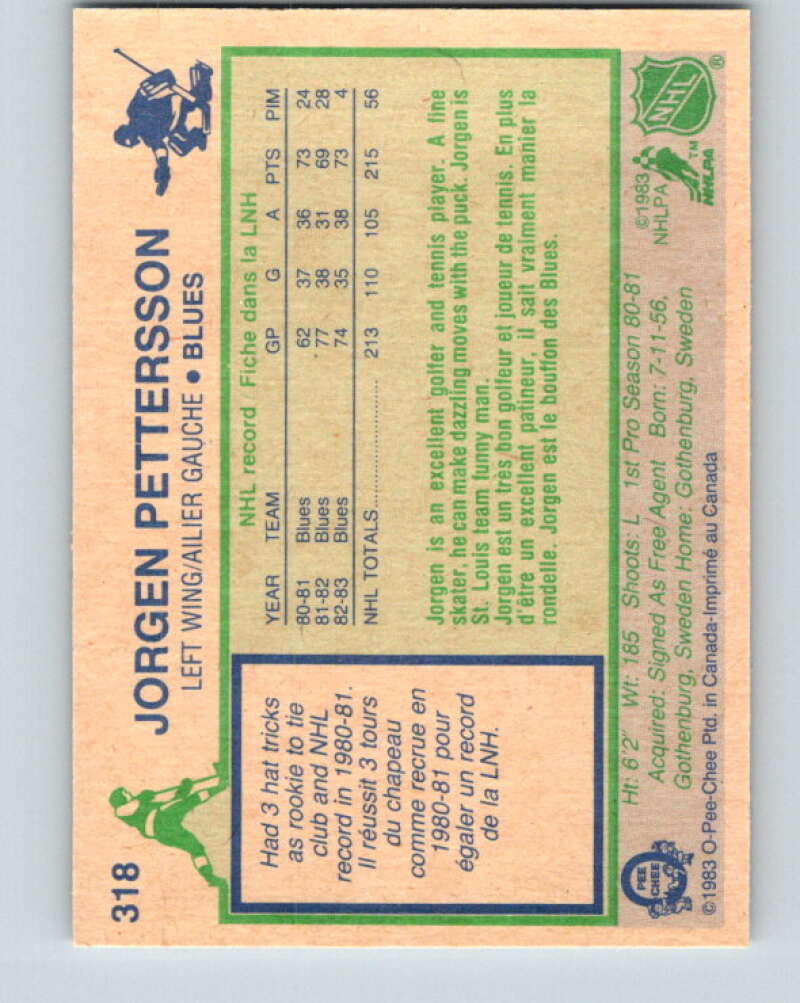 318
JORGEN PETTERSSON
LEFT WING/AILIER GAUCHE • BLUES
Had 3 hat tricks
as rookie to tie
club and NHL
record in 1980-81.
Il réussit 3 tours
du chapeau
comme recrue en
1980-81 pour
égaler un record
de la LNH.
NHL record / Fiche dans la LNH
YEAR TEAM GP G A PTS PIM
80-81 Blues 62 37 36 73 24
81-82 Blues 77 38 31 69 28
82-83 Blues 74 35 38 73 4
NHL TOTALS 213 110 105 215 56
Jorgen is an excellent golfer and tennis player. A fine
skater, he can make dazzling moves with the puck. Jorgen is
St. Louis team funny man.
Jorgen est un très bon golfeur et joueur de tennis. En plus
d'être un excellent patineur, il sait vraiment manier la
rondelle. Jorgen est le bouffon des Blues.
Ht: 6'2" Wt: 185 Shoots: L 1st Pro Season 80-81
Acquired: Signed As Free Agent Born: 7-11-56,
Gothenburg, Sweden Home: Gothenburg, Sweden
©1983 O-Pee-Chee Ptd. in Canada-Imprimé au Canada
O
PEE
CHEE
©1983
NHLPA
NHL
®
TM
NHLPA